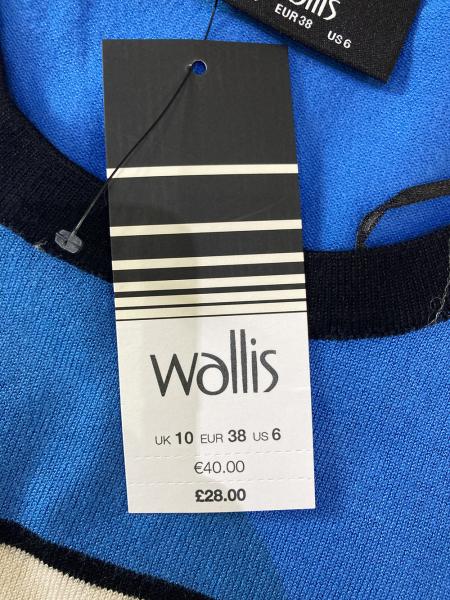 wallis
EUR 38 US 6
wallis
UK 10 EUR 38 US 6
€40.00
£28.00